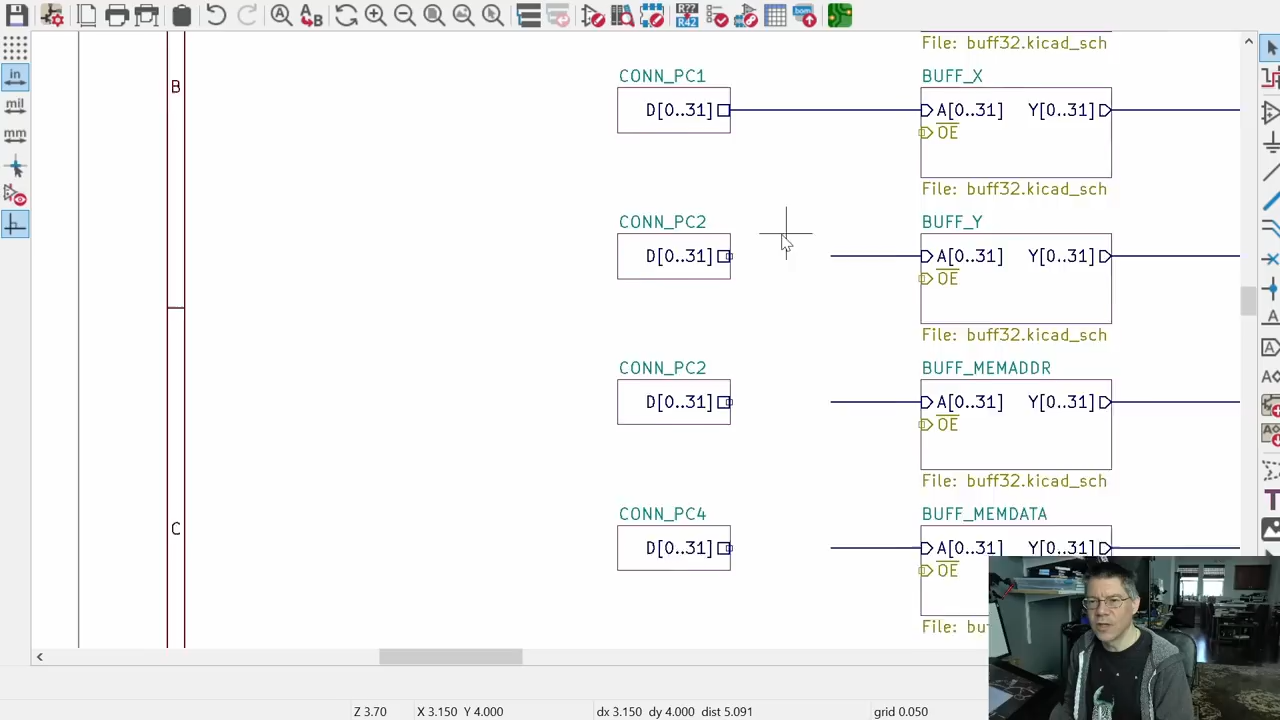 in
mil
mm
A
B
R??
R42
bom
B
C
File: buff32.kicad_sch
CONN_PC1
D[0..31]
BUFF_X
A[0..31] Y[0..31]
OE
File: buff32.kicad_sch
CONN_PC2
D[0..31]
BUFF_Y
A[0..31] Y[0..31]
OE
File: buff32.kicad_sch
CONN_PC2
D[0..31]
BUFF_MEMADDR
A[0..31] Y[0..31]
OE
File: buff32.kicad_sch
CONN_PC4
D[0..31]
BUFF_MEMDATA
A[0..31] Y[0..31]
OE
File: bu
A
A
A
A
T
Z 3.70 X 3.150 Y 4.000 dx 3.150 dy 4.000 dist 5.091 grid 0.050